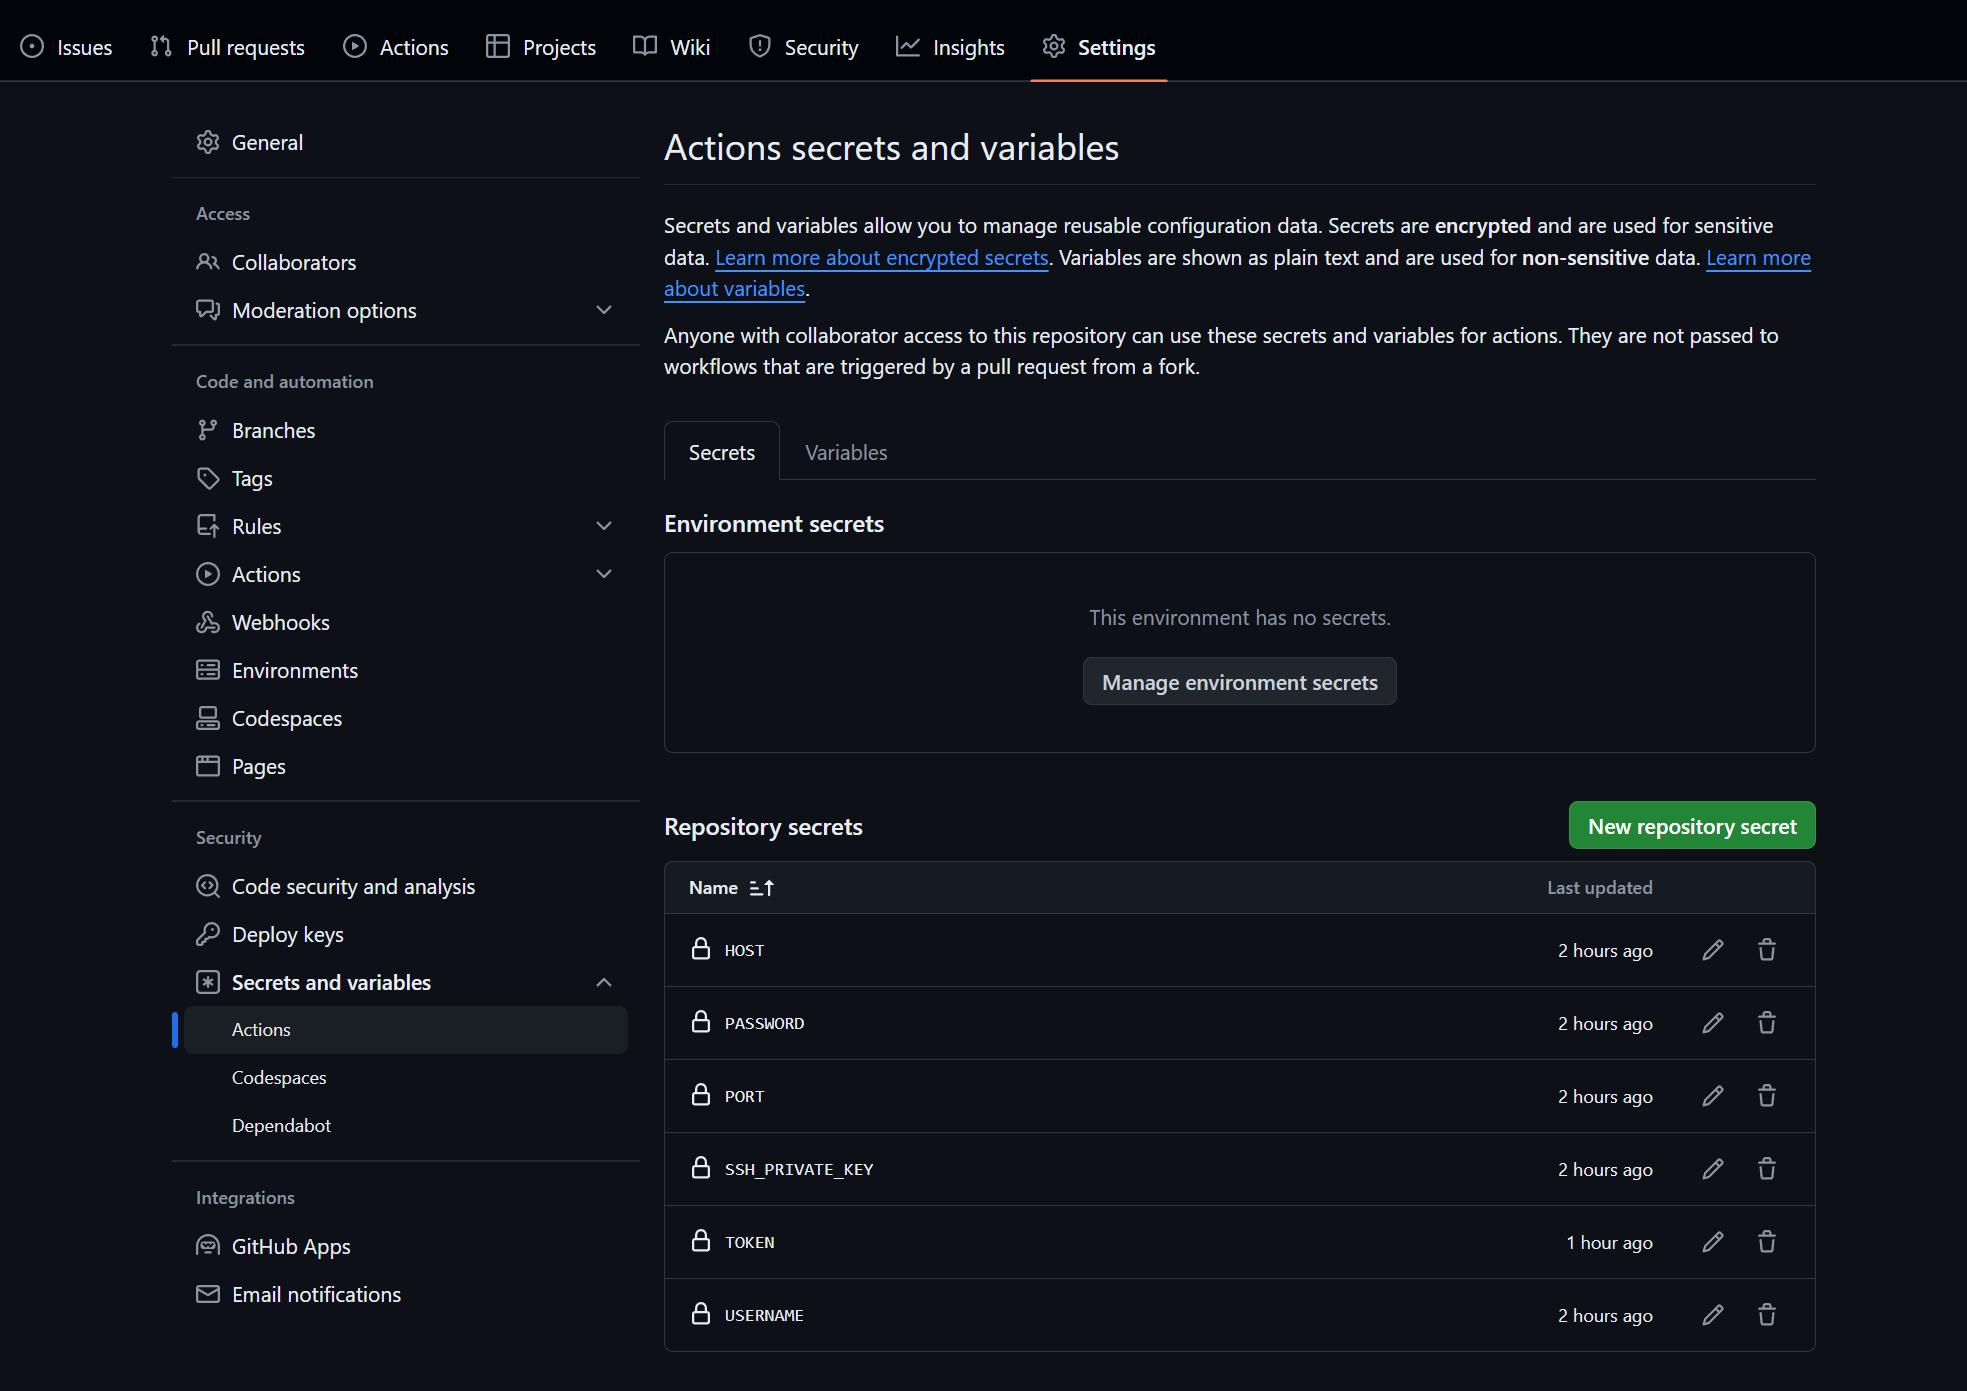 Issues
Pull requests
Actions
Projects
Wiki
Security
Insights
Settings
General
Access
Collaborators
Moderation options
Code and automation
Branches
Tags
Rules
Actions
Webhooks
Environments
Codespaces
Pages
Security
Code security and analysis
Deploy keys
Secrets and variables
Actions
Codespaces
Dependabot
Integrations
GitHub Apps
Email notifications
Actions secrets and variables
Secrets and variables allow you to manage reusable configuration data. Secrets are encrypted and are used for sensitive
data. Learn more about encrypted secrets. Variables are shown as plain text and are used for non-sensitive data. Learn more
about variables.
Anyone with collaborator access to this repository can use these secrets and variables for actions. They are not passed to
workflows that are triggered by a pull request from a fork.
Secrets
Variables
Environment secrets
This environment has no secrets.
Manage environment secrets
Repository secrets
New repository secret
Name
Last updated
HOST
2 hours ago
PASSWORD
2 hours ago
PORT
2 hours ago
SSH_PRIVATE_KEY
2 hours ago
TOKEN
1 hour ago
USERNAME
2 hours ago